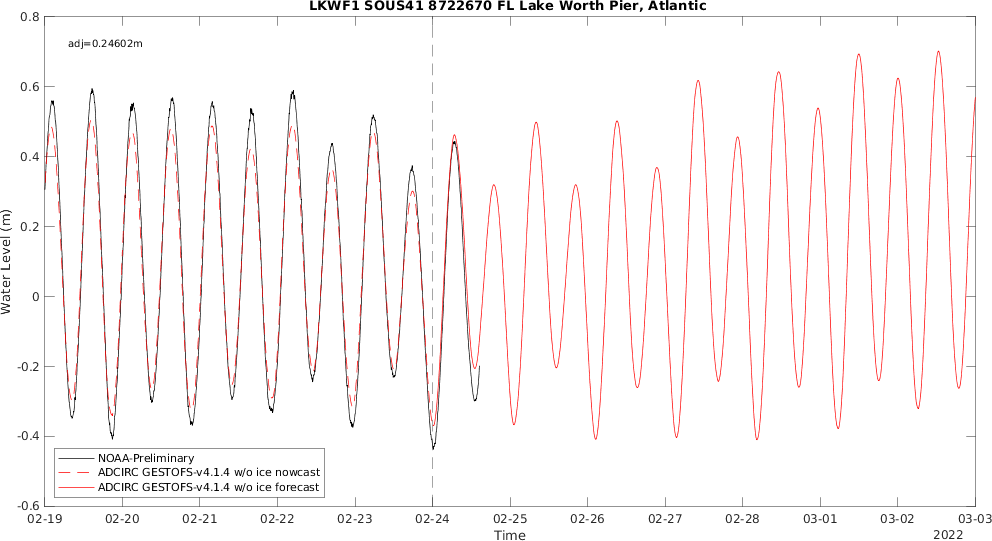 LKWF1 SOUS41 8722670 FL Lake Worth Pier, Atlantic
0.8
adj=0.24602m
0.6
0.4
0.2
0
-0.2
-0.4
-0.6
Water Level (m)
NOAA-Preliminary
ADCIRC GESTOFS-v4.1.4 w/o ice nowcast
ADCIRC GESTOFS-v4.1.4 w/o ice forecast
02-19 02-20 02-21 02-22 02-23 02-24 02-25 02-26 02-27 02-28 03-01 03-02 03-03
Time
2022